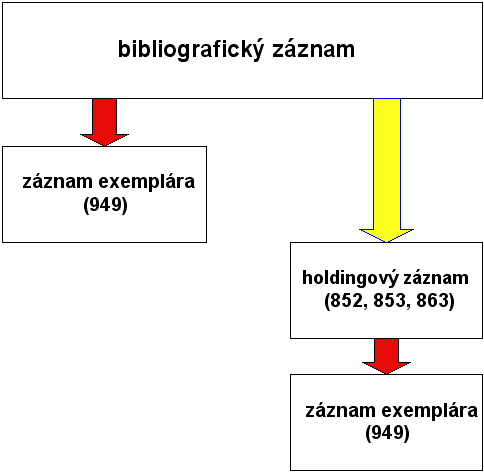 bibliografický záznam
záznam exemplára
(949)
holdingový záznam
(852, 853, 863)
záznam exemplára
(949)